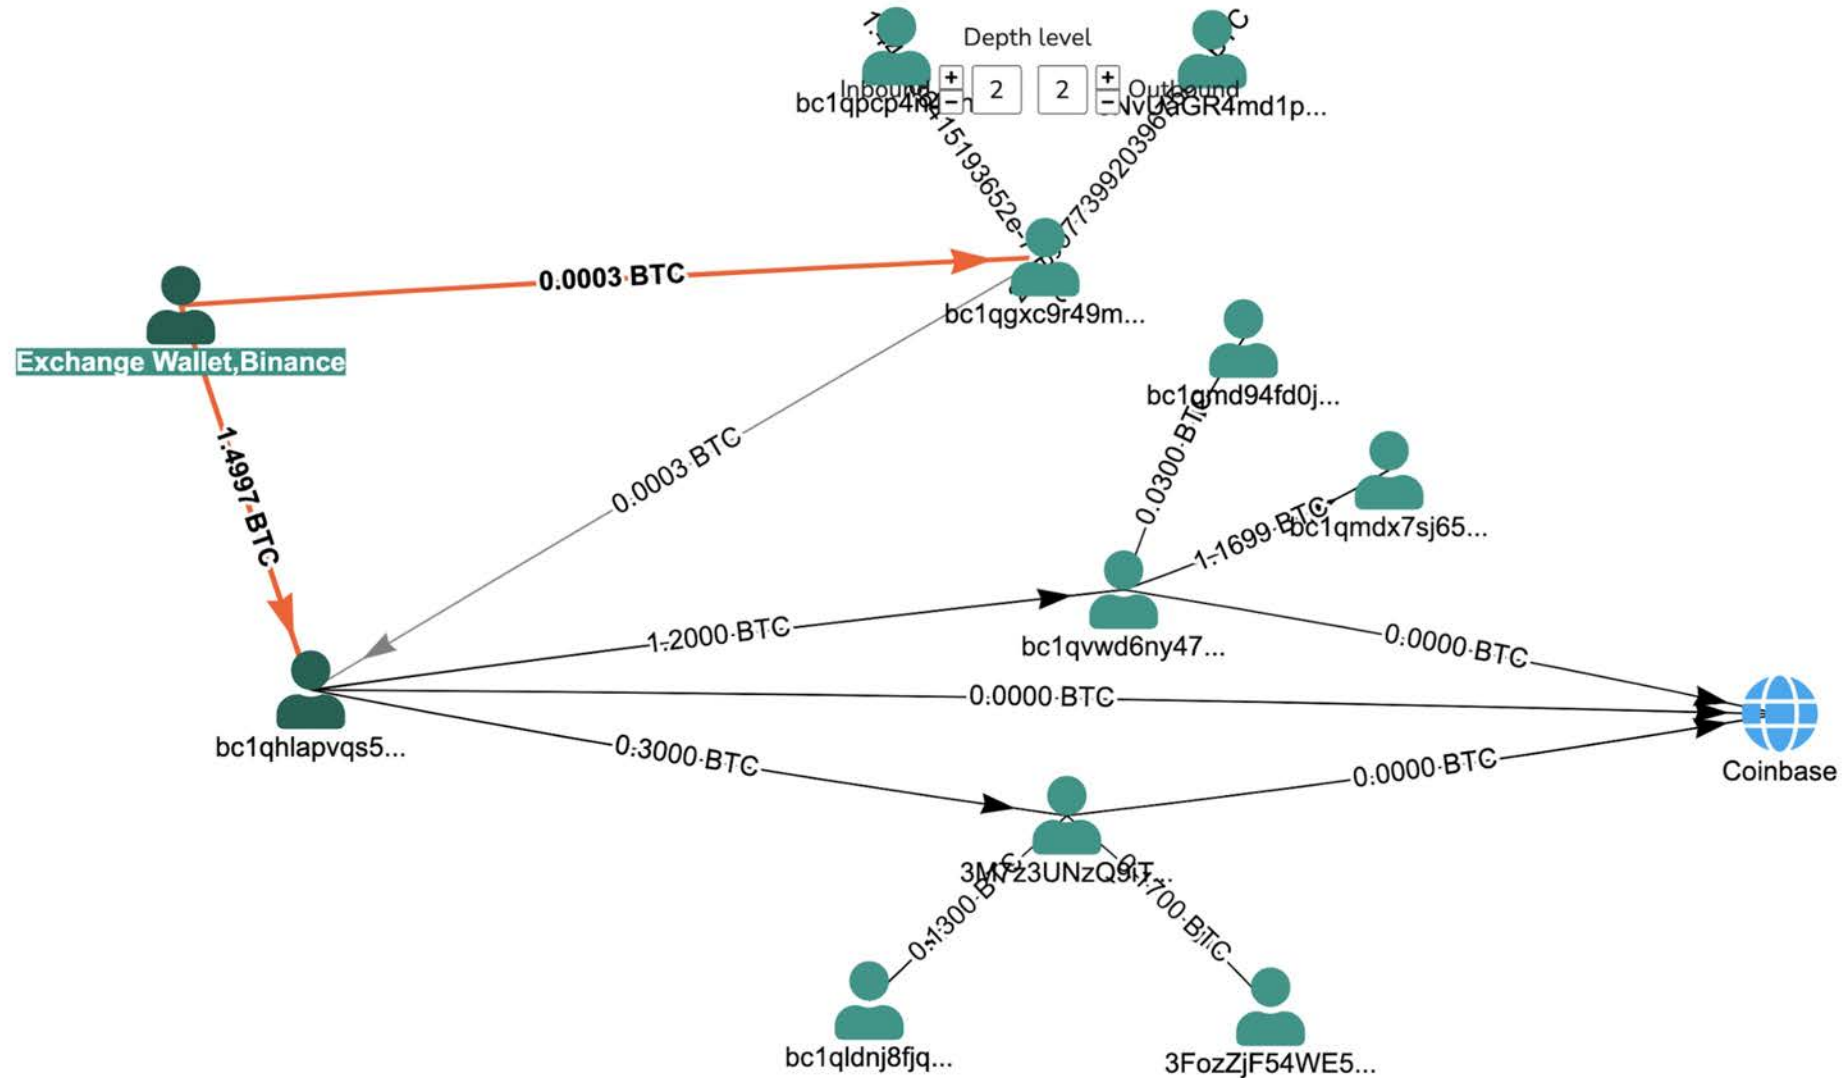 Depth level
Inbound
2
2
Outbound
bc1qpcp4n
NvUaGR4md1p...
0.0003 BTC
bc1qgxc9r49m...
Exchange Wallet,Binance
bc1qmd94fd0j...
0.0300 BTC
0.0003 BTC
1.4997 BTC
bc1qmdx7sj65...
1.1699 BTC
1.2000 BTC
bc1qvwd6ny47...
0.0000 BTC
0.0000 BTC
bc1qhlapvqs5...
0.3000 BTC
0.0000 BTC
Coinbase
0.1300 BTC
0.1700 BTC
bc1qldnj8fjq...
3FozZjF54WE5...